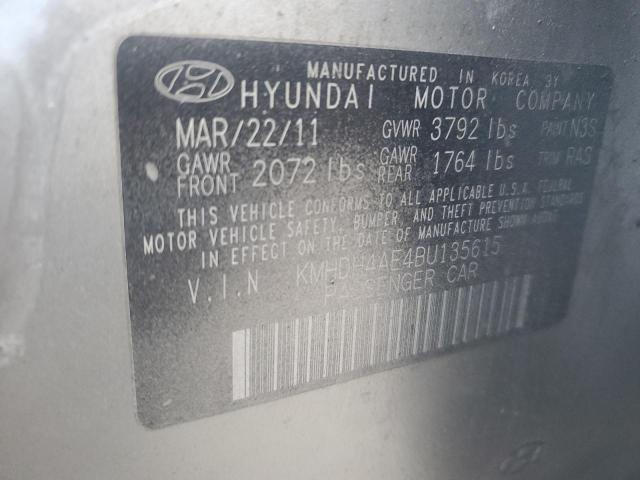 MANUFACTURED IN KOREA BY
HYUNDAI MOTOR COMPANY
MAR/22/11 GVWR 3792 lbs PAINT N3S
GAWR FRONT 2072 lbs GAWR REAR 1764 lbs TRIM RAS
THIS VEHICLE CONFORMS TO ALL APPLICABLE U.S.A. FEDERAL
MOTOR VEHICLE SAFETY, BUMPER, AND THEFT PREVENTION STANDARDS
IN EFFECT ON THE DATE OF MANUFACTURE SHOWN ABOVE.
V.I.N KMHDH4AE4BU135615
PASSENGER CAR